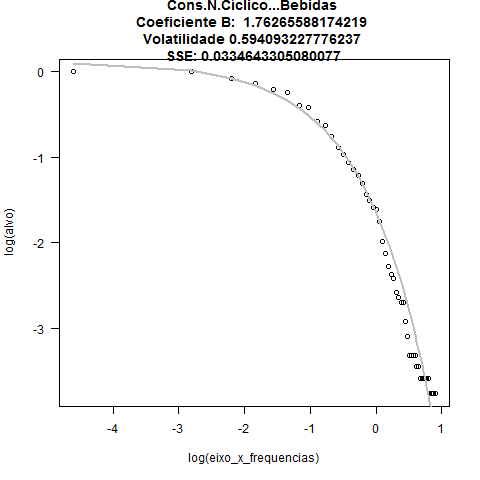 Cons.N.Ciclico...Bebidas
Coeficiente B:  1.76265588174219
Volatilidade 0.594093227776237
SSE: 0.0334643305080077
0
-1
-2
-3
log(alvo)
-4 -3 -2 -1 0 1
log(eixo_x_frequencias)